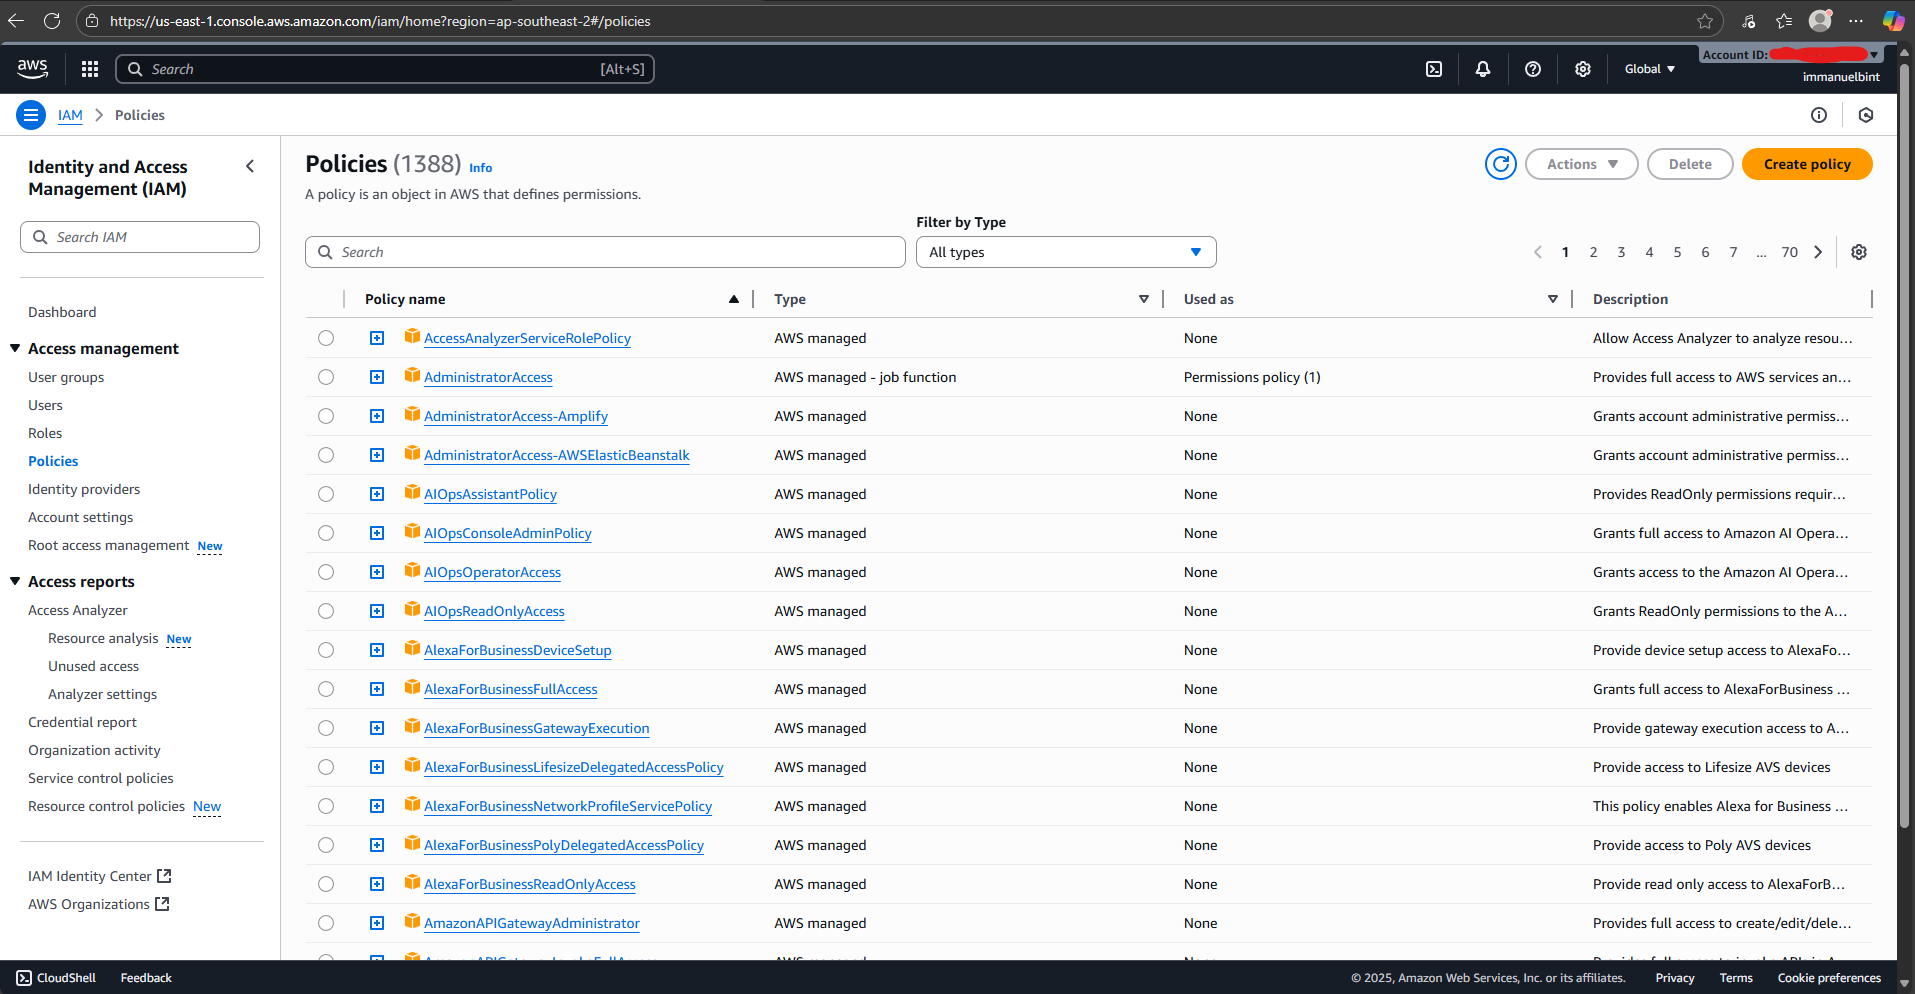 https://us-east-1.console.aws.amazon.com/iam/home?region=ap-southeast-2#/policies
aws
Search [Alt+S]
Global
Account ID:
immanuelbint
IAM > Policies
Identity and Access
Management (IAM)
Search IAM
Dashboard
Access management
User groups
Users
Roles
Policies
Identity providers
Account settings
Root access management New
Access reports
Access Analyzer
Resource analysis New
Unused access
Analyzer settings
Credential report
Organization activity
Service control policies
Resource control policies New
IAM Identity Center
AWS Organizations
Policies (1388) Info
Actions
Delete
Create policy
A policy is an object in AWS that defines permissions.
Filter by Type
Search
All types
1 2 3 4 5 6 7 ... 70
Policy name Type Used as Description
AccessAnalyzerServiceRolePolicy AWS managed None Allow Access Analyzer to analyze resou...
AdministratorAccess AWS managed - job function Permissions policy (1) Provides full access to AWS services an...
AdministratorAccess-Amplify AWS managed None Grants account administrative permiss...
AdministratorAccess-AWSElasticBeanstalk AWS managed None Grants account administrative permiss...
AIOpsAssistantPolicy AWS managed None Provides ReadOnly permissions requir...
AIOpsConsoleAdminPolicy AWS managed None Grants full access to Amazon AI Opera...
AIOpsOperatorAccess AWS managed None Grants access to the Amazon AI Opera...
AIOpsReadOnlyAccess AWS managed None Grants ReadOnly permissions to the A...
AlexaForBusinessDeviceSetup AWS managed None Provide device setup access to AlexaFo...
AlexaForBusinessFullAccess AWS managed None Grants full access to AlexaForBusiness ...
AlexaForBusinessGatewayExecution AWS managed None Provide gateway execution access to A...
AlexaForBusinessLifesizeDelegatedAccessPolicy AWS managed None Provide access to Lifesize AVS devices
AlexaForBusinessNetworkProfileServicePolicy AWS managed None This policy enables Alexa for Business ...
AlexaForBusinessPolyDelegatedAccessPolicy AWS managed None Provide access to Poly AVS devices
AlexaForBusinessReadOnlyAccess AWS managed None Provide read only access to AlexaForB...
AmazonAPIGatewayAdministrator AWS managed None Provides full access to create/edit/dele...
CloudShell Feedback
© 2025, Amazon Web Services, Inc. or its affiliates. Privacy Terms Cookie preferences